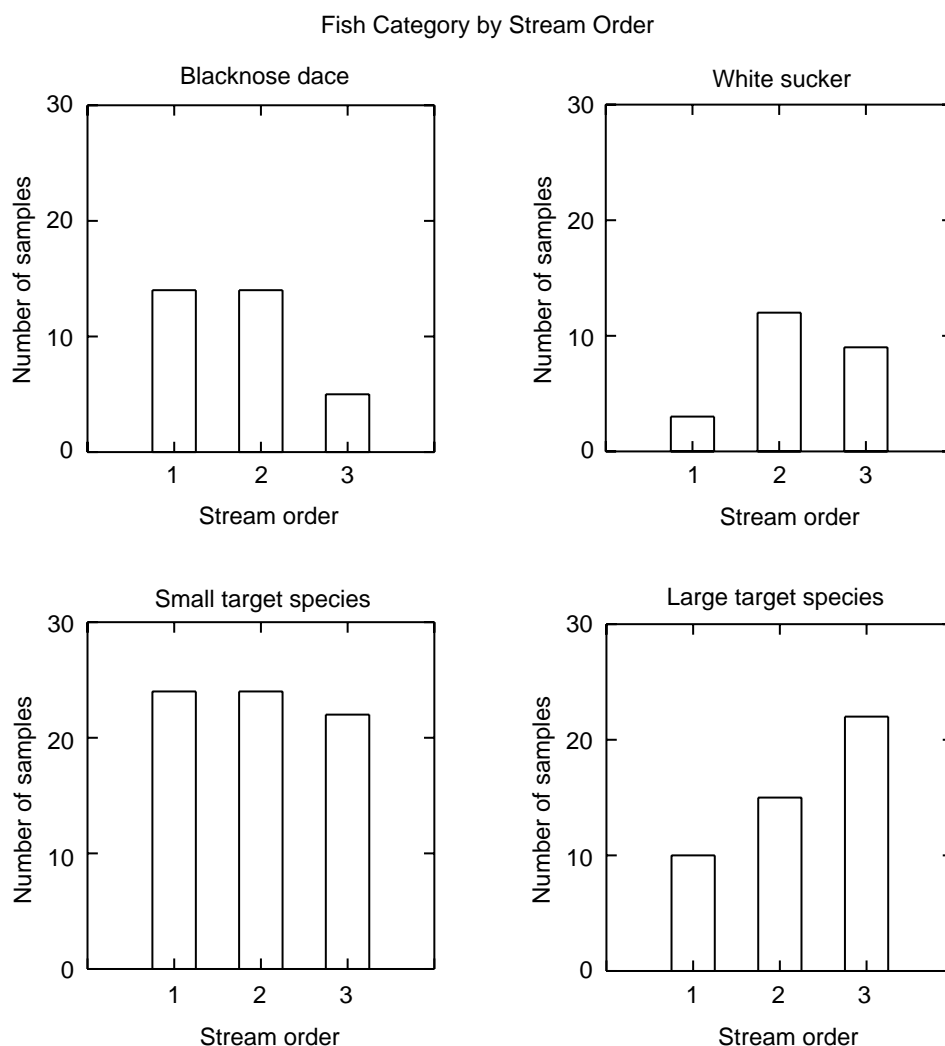 Fish Category by Stream Order
Blacknose dace
30
20
10
0
Number of samples
1 2 3
Stream order
White sucker
30
20
10
0
Number of samples
1 2 3
Stream order
Small target species
30
20
10
0
Number of samples
1 2 3
Stream order
Large target species
30
20
10
0
Number of samples
1 2 3
Stream order